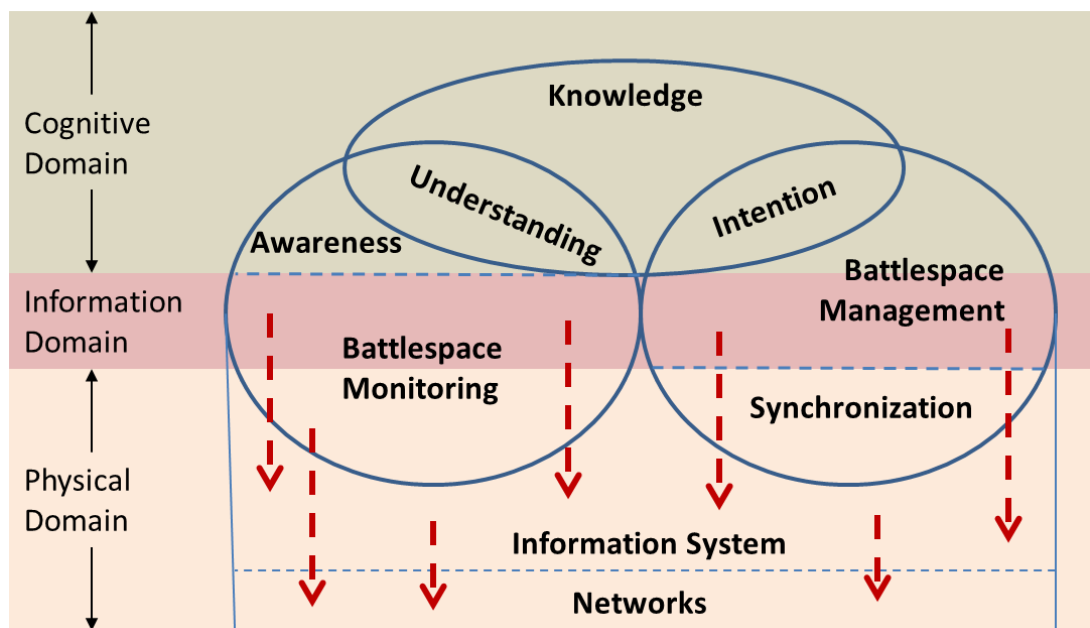 Knowledge
Cognitive
Domain
Understanding
Intention
Awareness
Battlespace
Management
Information
Domain
Battlespace
Monitoring
Synchronization
Physical
Domain
Information System
Networks